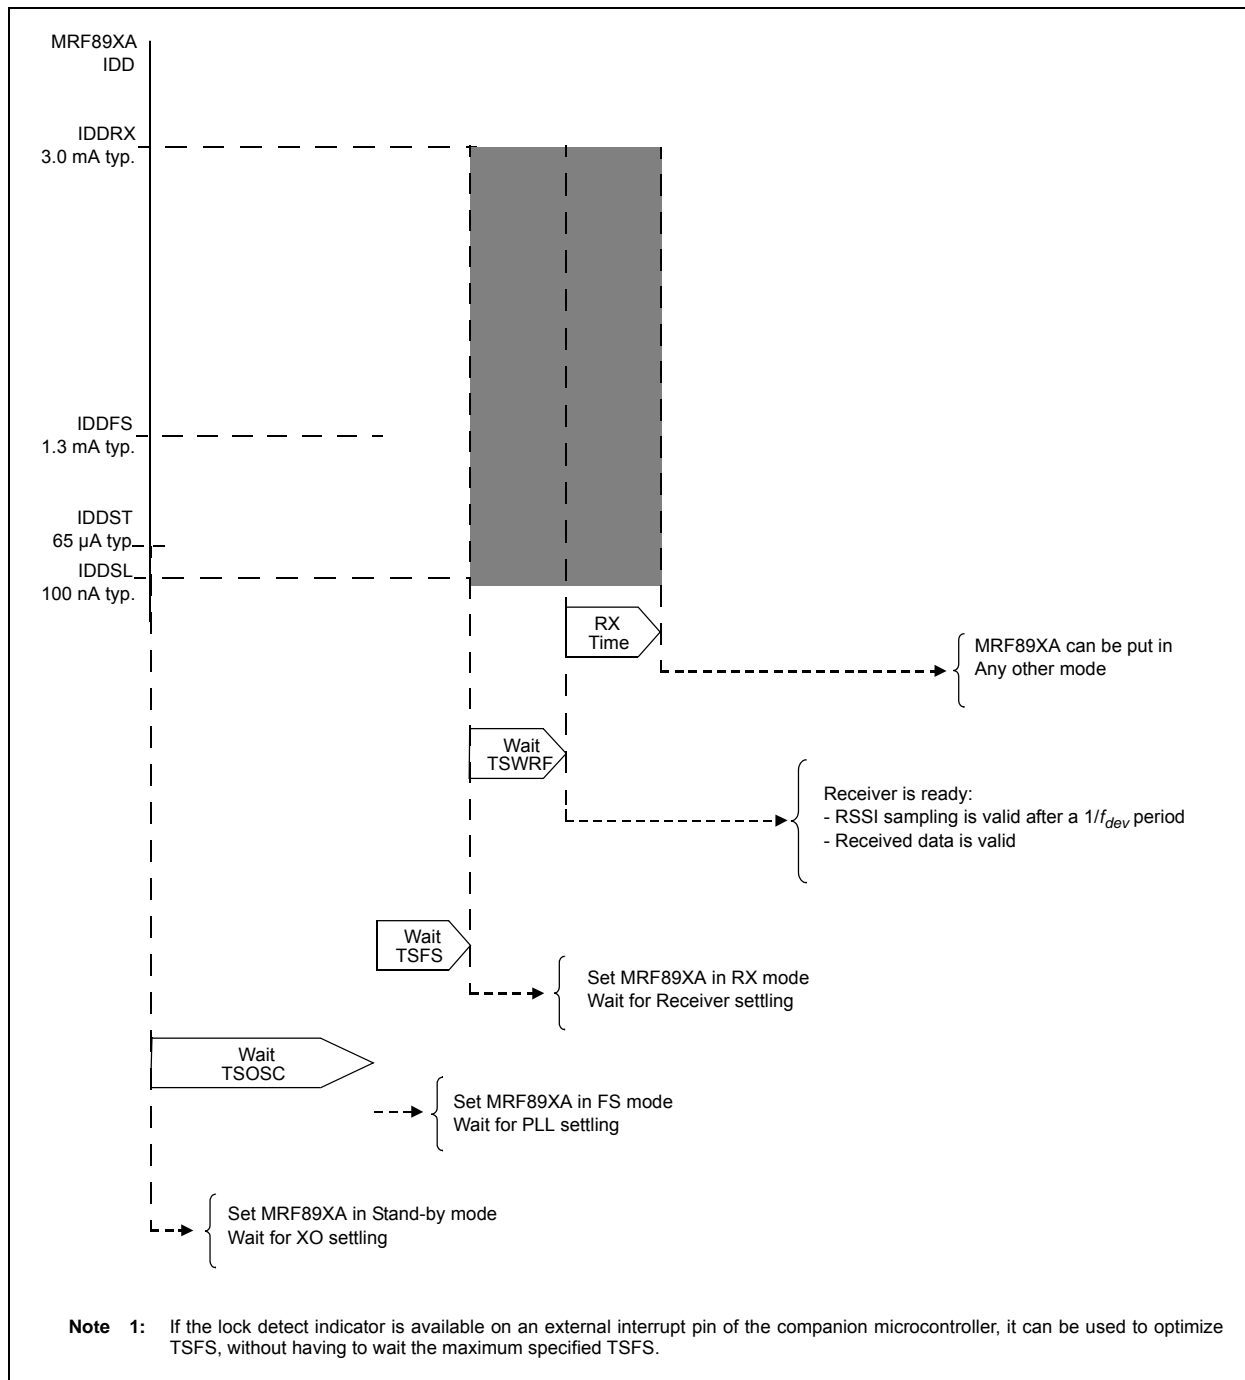 MRF89XA
IDD
IDDRX
3.0 mA typ.
IDDFS
1.3 mA typ.
IDDST
65 µA typ.
IDDSL
100 nA typ.
RX
Time
MRF89XA can be put in
Any other mode
Wait
TSWRF
Receiver is ready:
- RSSI sampling is valid after a 1/fdev period
- Received data is valid
Wait
TSFS
Set MRF89XA in RX mode
Wait for Receiver settling
Wait
TSOSC
Set MRF89XA in FS mode
Wait for PLL settling
Set MRF89XA in Stand-by mode
Wait for XO settling
Note 1: If the lock detect indicator is available on an external interrupt pin of the companion microcontroller, it can be used to optimize
TSFS, without having to wait the maximum specified TSFS.